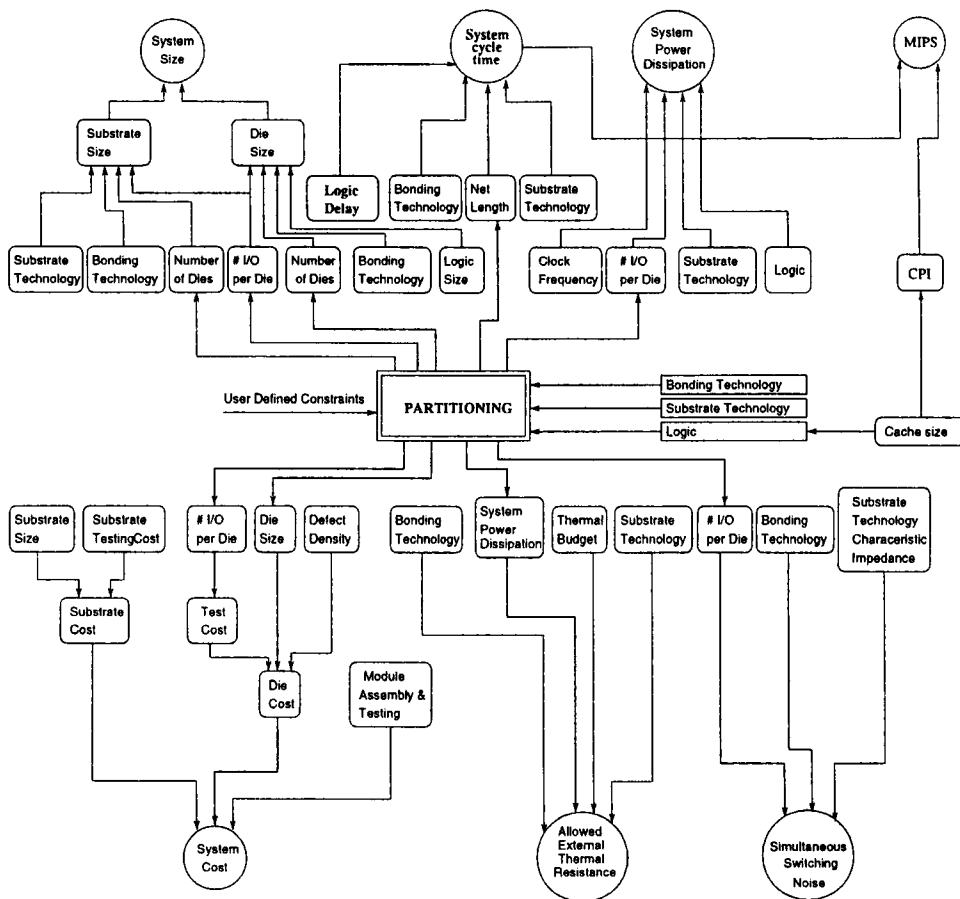 System
Size
System
cycle
time
System
Power
Dissipation
MIPS
Substrate
Size
Die
Size
Logic
Delay
Bonding
Technology
Net
Length
Substrate
Technology
Substrate
Technology
Bonding
Technology
Number
of Dies
# I/O
per Die
Number
of Dies
Bonding
Technology
Logic
Size
Clock
Frequency
# I/O
per Die
Substrate
Technology
Logic
CPI
User Defined Constraints
PARTITIONING
Bonding Technology
Substrate Technology
Logic
Cache size
Substrate
Size
Substrate
TestingCost
# I/O
per Die
Die
Size
Defect
Density
Bonding
Technology
System
Power
Dissipation
Thermal
Budget
Substrate
Technology
# I/O
per Die
Bonding
Technology
Substrate
Technology
Characeristic
Impedance
Substrate
Cost
Test
Cost
Die
Cost
Module
Assembly &
Testing
System
Cost
Allowed
External
Thermal
Resistance
Simultaneous
Switching
Noise